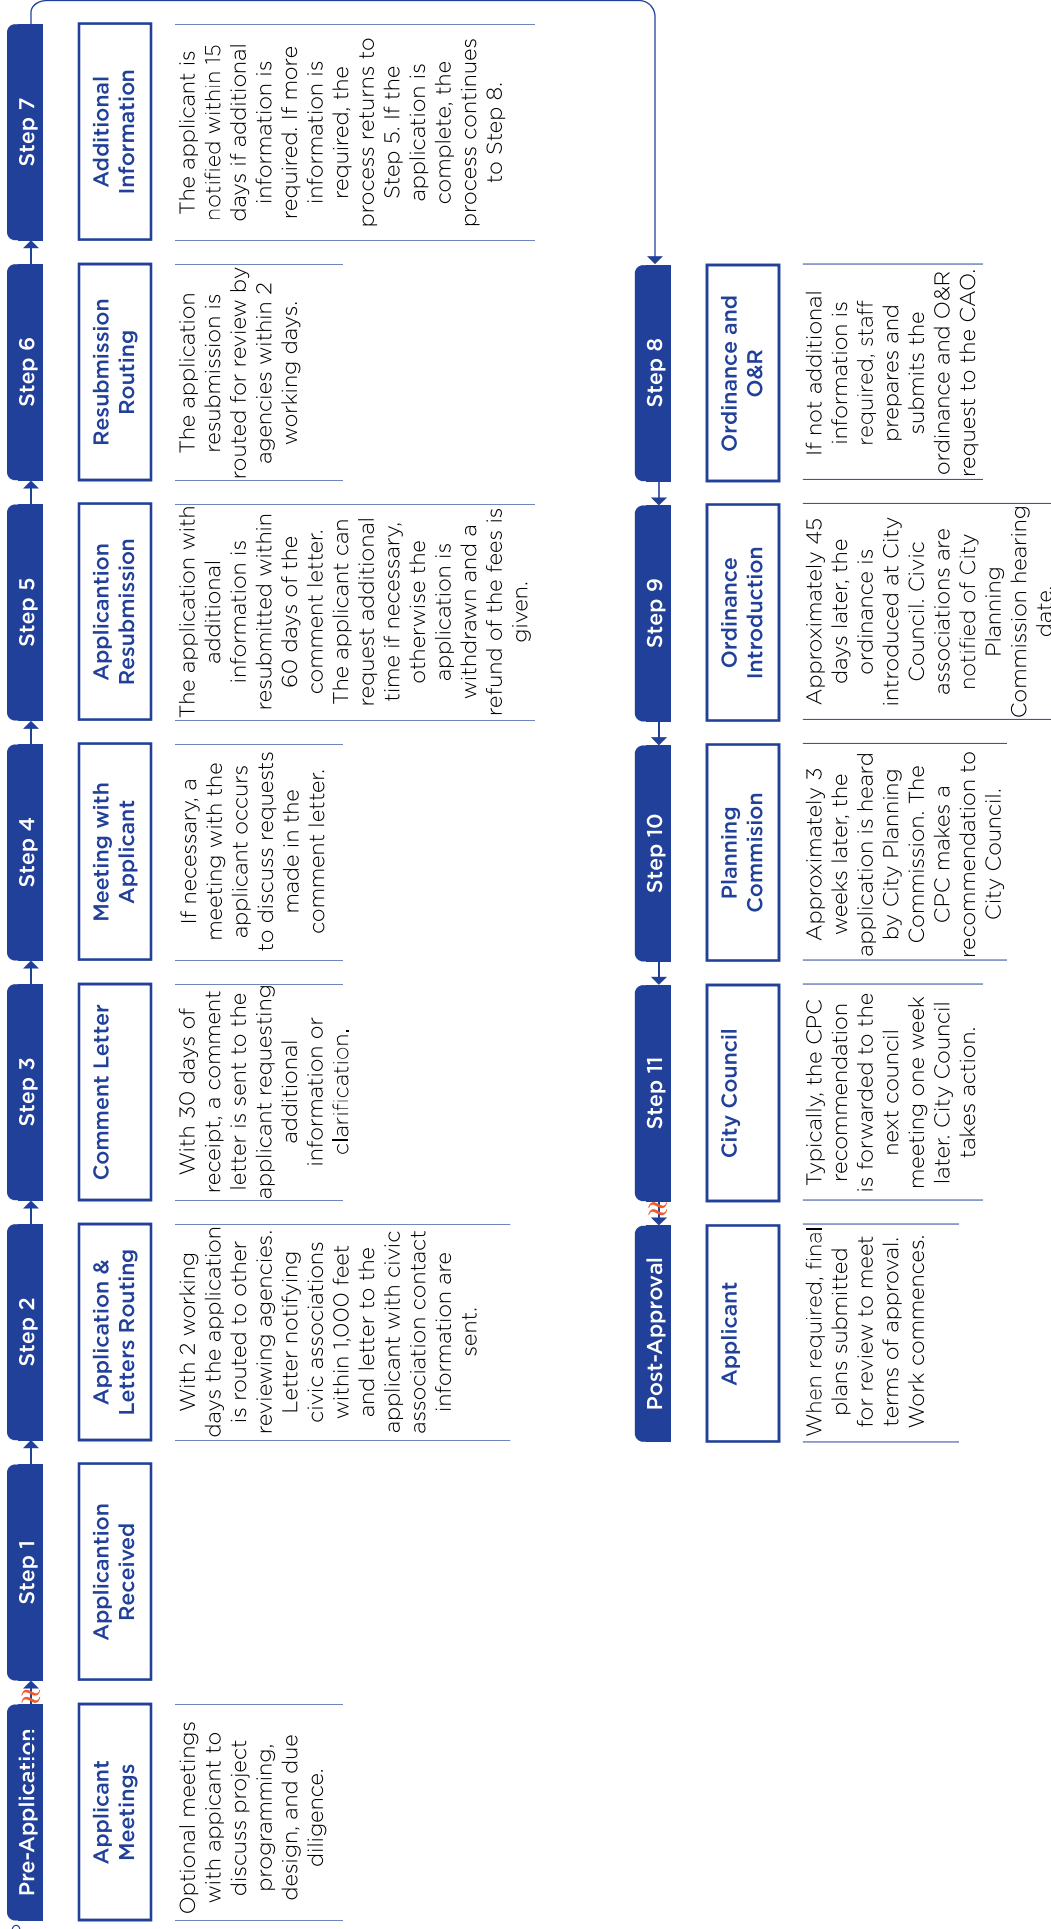 Pre-Application
Applicant
Meetings
Optional meetings
with appicant to
discuss project
programming,
design, and due
diligence.
Step 1
Applicantion
Received
Step 2
Application &
Letters Routing
With 2 working
days the application
is routed to other
reviewing agencies.
Letter notifying
civic associations
within 1,000 feet
and letter to the
applicant with civic
association contact
information are
sent.
Step 3
Comment Letter
With 30 days of
receipt, a comment
letter is sent to the
applicant requesting
additional
information or
clarification.
Step 4
Meeting with
Applicant
If necessary, a
meeting with the
applicant occurs
to discuss requests
made in the
comment letter.
Step 5
Applicantion
Resubmission
The application with
additional
information is
resubmitted within
60 days of the
comment letter.
The applicant can
request additional
time if necessary,
otherwise the
application is
withdrawn and a
refund of the fees is
given.
Step 6
Resubmission
Routing
The application
resubmission is
routed for review by
agencies within 2
working days.
Step 7
Additional
Information
The applicant is
notified within 15
days if additional
information is
required. If more
information is
required, the
process returns to
Step 5. If the
application is
complete, the
process continues
to Step 8.
Step 8
Ordinance and
O&R
If not additional
information is
required, staff
prepares and
submits the
ordinance and O&R
request to the CAO.
Step 9
Ordinance
Introduction
Approximately 45
days later, the
ordinance is
introduced at City
Council. Civic
associations are
notified of City
Planning
Commission hearing
date.
Step 10
Planning
Commision
Approximately 3
weeks later, the
application is heard
by City Planning
Commission. The
CPC makes a
recommendation to
City Council.
Step 11
City Council
Typically, the CPC
recommendation
is forwarded to the
next council
meeting one week
later. City Council
takes action.
Post-Approval
Applicant
When required, final
plans submitted
for review to meet
terms of approval.
Work commences.